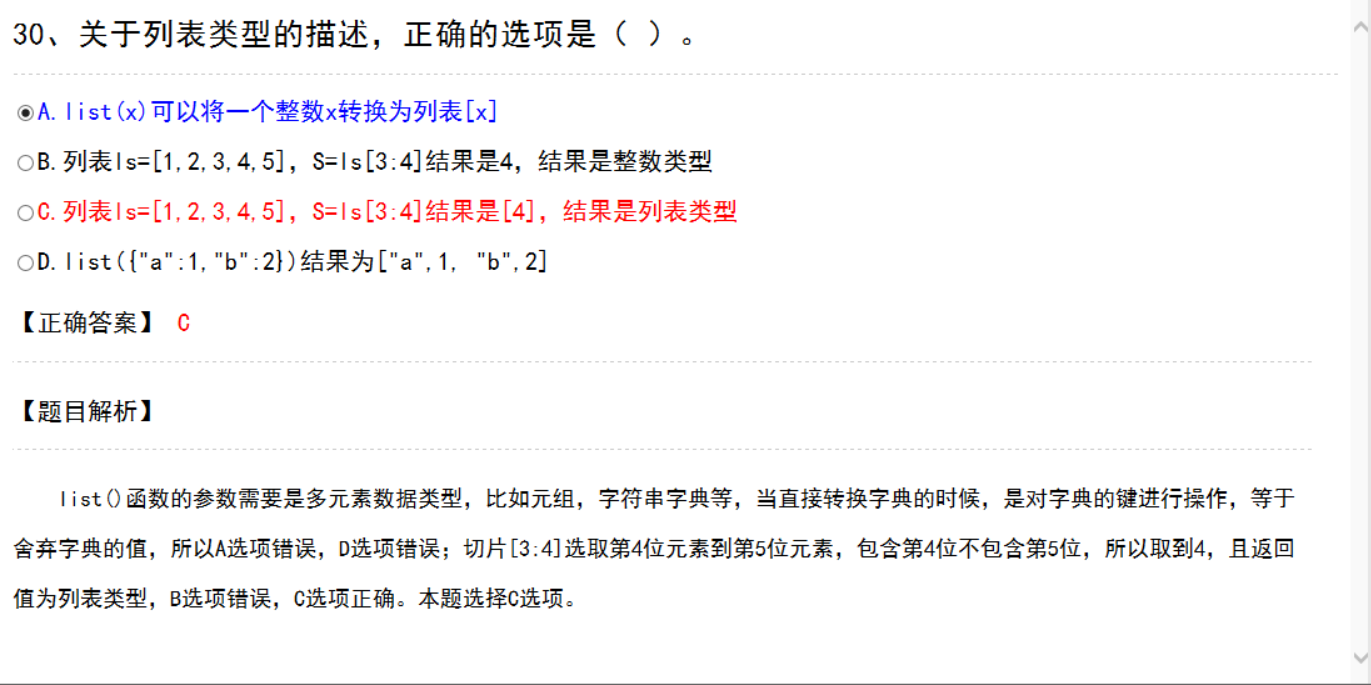 30、关于列表类型的描述，正确的选项是（ ）。
A.list(x)可以将一个整数x转换为列表[x]
B.列表ls=[1,2,3,4,5]，S=ls[3:4]结果是4，结果是整数类型
C.列表ls=[1,2,3,4,5]，S=ls[3:4]结果是[4]，结果是列表类型
D.list({"a":1,"b":2})结果为["a",1, "b",2]
【正确答案】 C
【题目解析】
list()函数的参数需要是多元素数据类型，比如元组，字符串字典等，当直接转换字典的时候，是对字典的键进行操作，等于
舍弃字典的值，所以A选项错误，D选项错误；切片[3:4]选取第4位元素到第5位元素，包含第4位不包含第5位，所以取到4，且返回
值为列表类型，B选项错误，C选项正确。本题选择C选项。